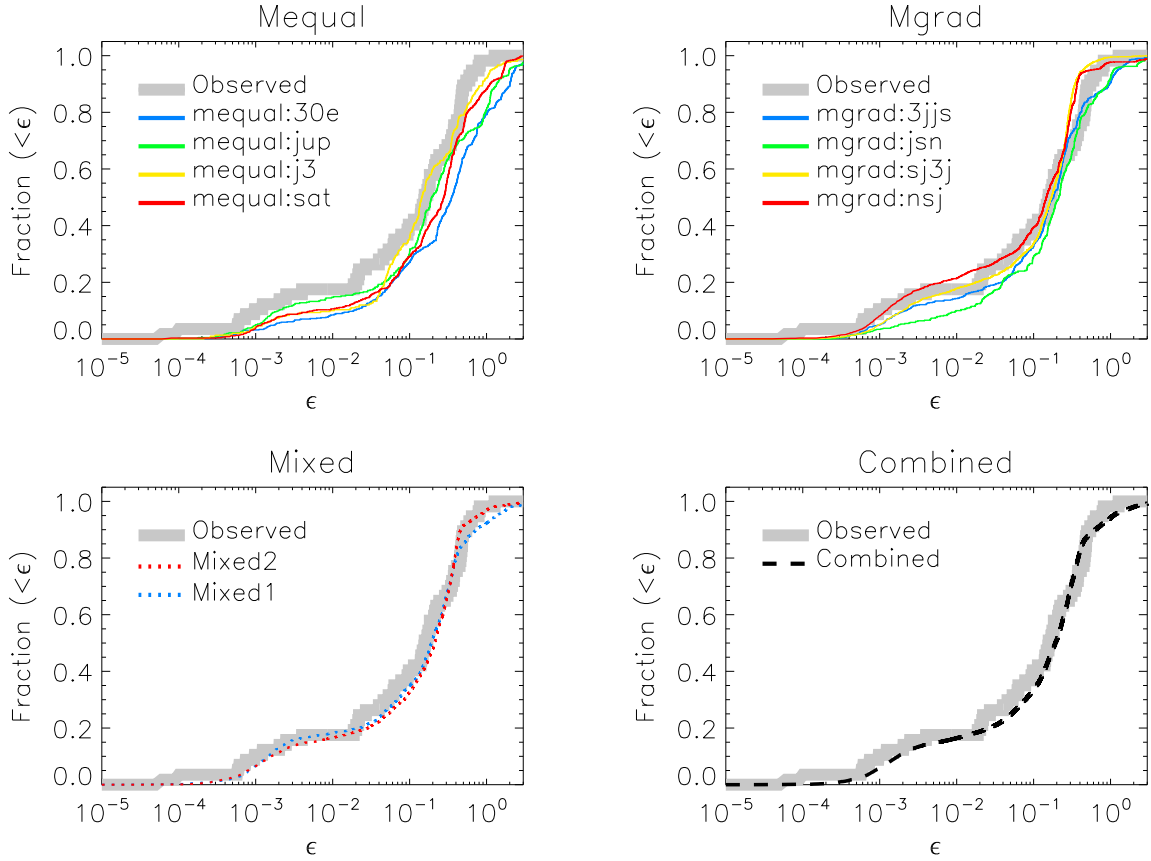 Mequal
Fraction (<ϵ)
1.0
0.8
0.6
0.4
0.2
0.0
Observed
mequal:30e
mequal:jup
mequal:j3
mequal:sat
10^-5 10^-4 10^-3 10^-2 10^-1 10^0
ϵ
Mgrad
Fraction (<ϵ)
1.0
0.8
0.6
0.4
0.2
0.0
Observed
mgrad:3jjs
mgrad:jsn
mgrad:sj3j
mgrad:nsj
10^-5 10^-4 10^-3 10^-2 10^-1 10^0
ϵ
Mixed
Fraction (<ϵ)
1.0
0.8
0.6
0.4
0.2
0.0
Observed
Mixed2
Mixed1
10^-5 10^-4 10^-3 10^-2 10^-1 10^0
ϵ
Combined
Fraction (<ϵ)
1.0
0.8
0.6
0.4
0.2
0.0
Observed
Combined
10^-5 10^-4 10^-3 10^-2 10^-1 10^0
ϵ